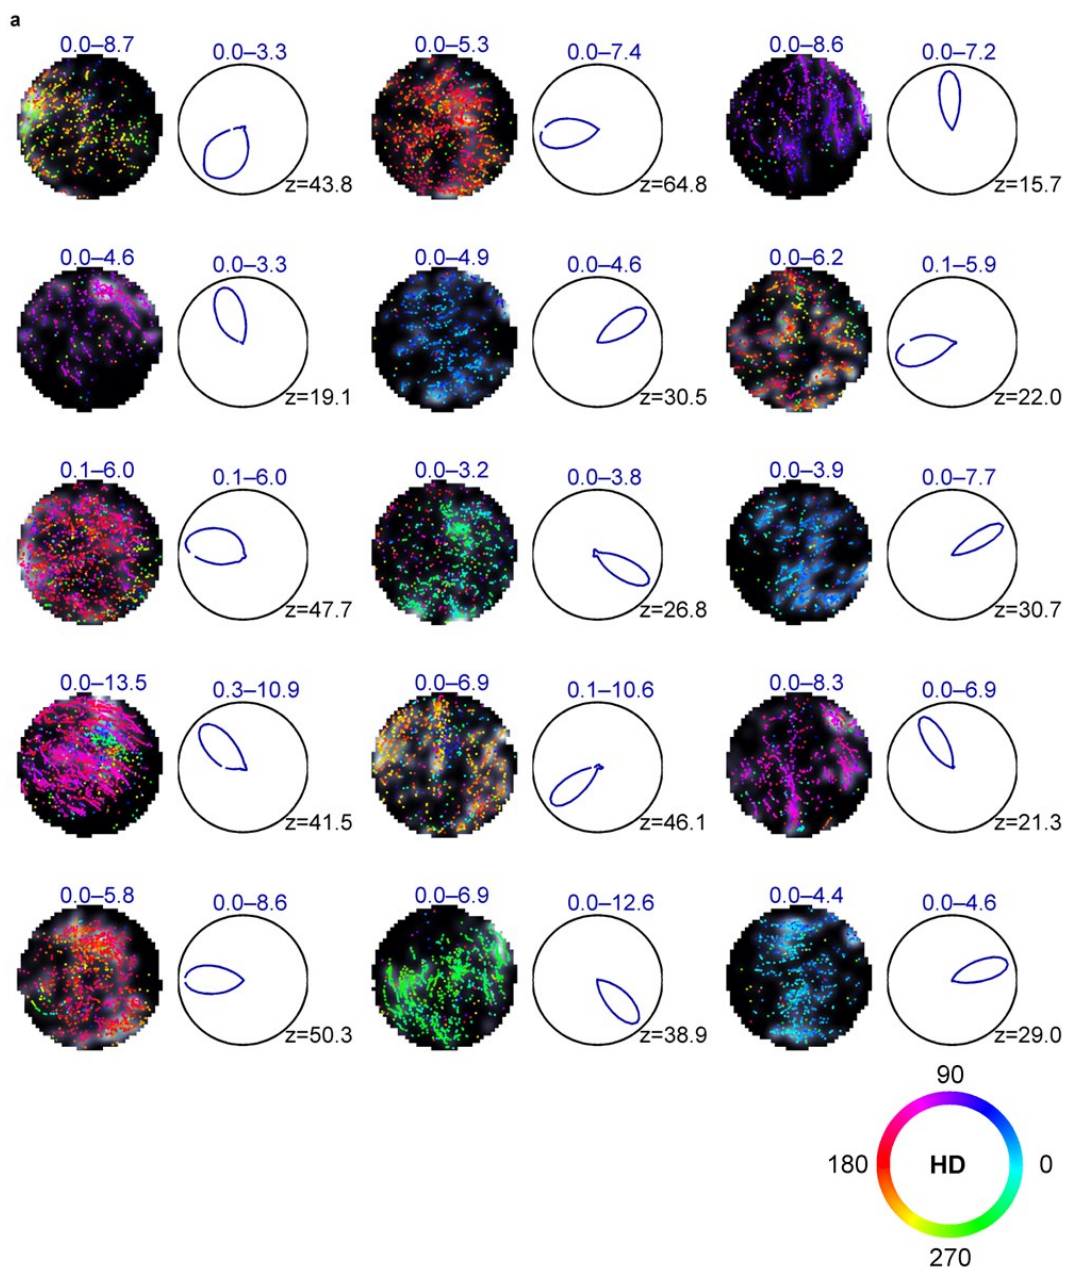 a
0.0–8.7 0.0–3.3 0.0–5.3 0.0–7.4 0.0–8.6 0.0–7.2
z=43.8 z=64.8 z=15.7
0.0–4.6 0.0–3.3 0.0–4.9 0.0–4.6 0.0–6.2 0.1–5.9
z=19.1 z=30.5 z=22.0
0.1–6.0 0.1–6.0 0.0–3.2 0.0–3.8 0.0–3.9 0.0–7.7
z=47.7 z=26.8 z=30.7
0.0–13.5 0.3–10.9 0.0–6.9 0.1–10.6 0.0–8.3 0.0–6.9
z=41.5 z=46.1 z=21.3
0.0–5.8 0.0–8.6 0.0–6.9 0.0–12.6 0.0–4.4 0.0–4.6
z=50.3 z=38.9 z=29.0
90
180 HD 0
270